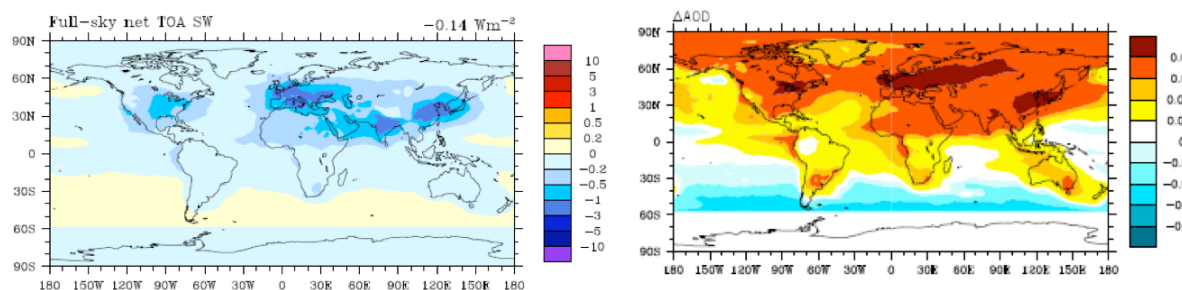 Full-sky net TOA SW −0.14 Wm−2
90N
60N
30N
0
30S
60S
90S
180 150W 120W 90W 60W 30W 0 30E 60E 90E 120E 150E 180
10
5
3
1
0.5
0.2
0
−0.2
−0.5
−1
−3
−5
−10
ΔAOD
90N
60N
30N
0
30S
60S
90S
180 150W 120W 90W 60W 30W 0 30E 60E 90E 120E 150E 180